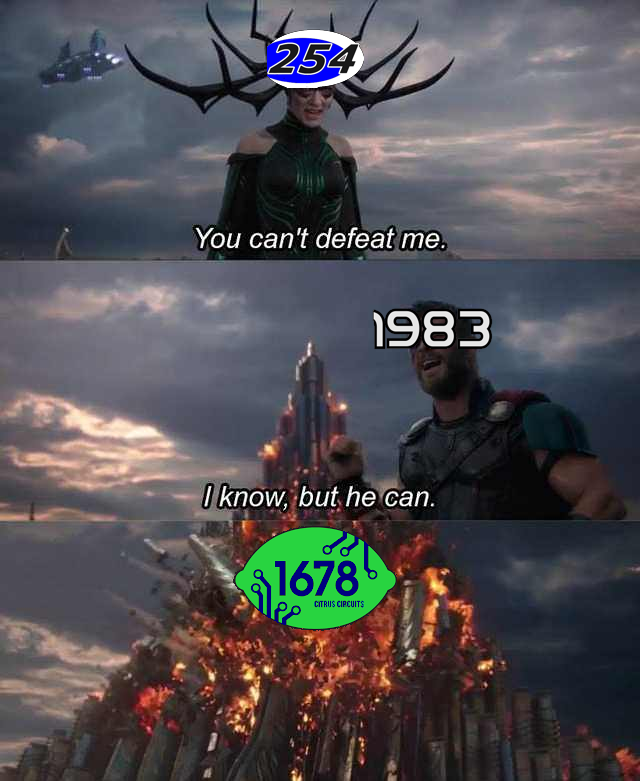 254
You can't defeat me.
1983
I know, but he can.
1678
CITRUS CIRCUITS